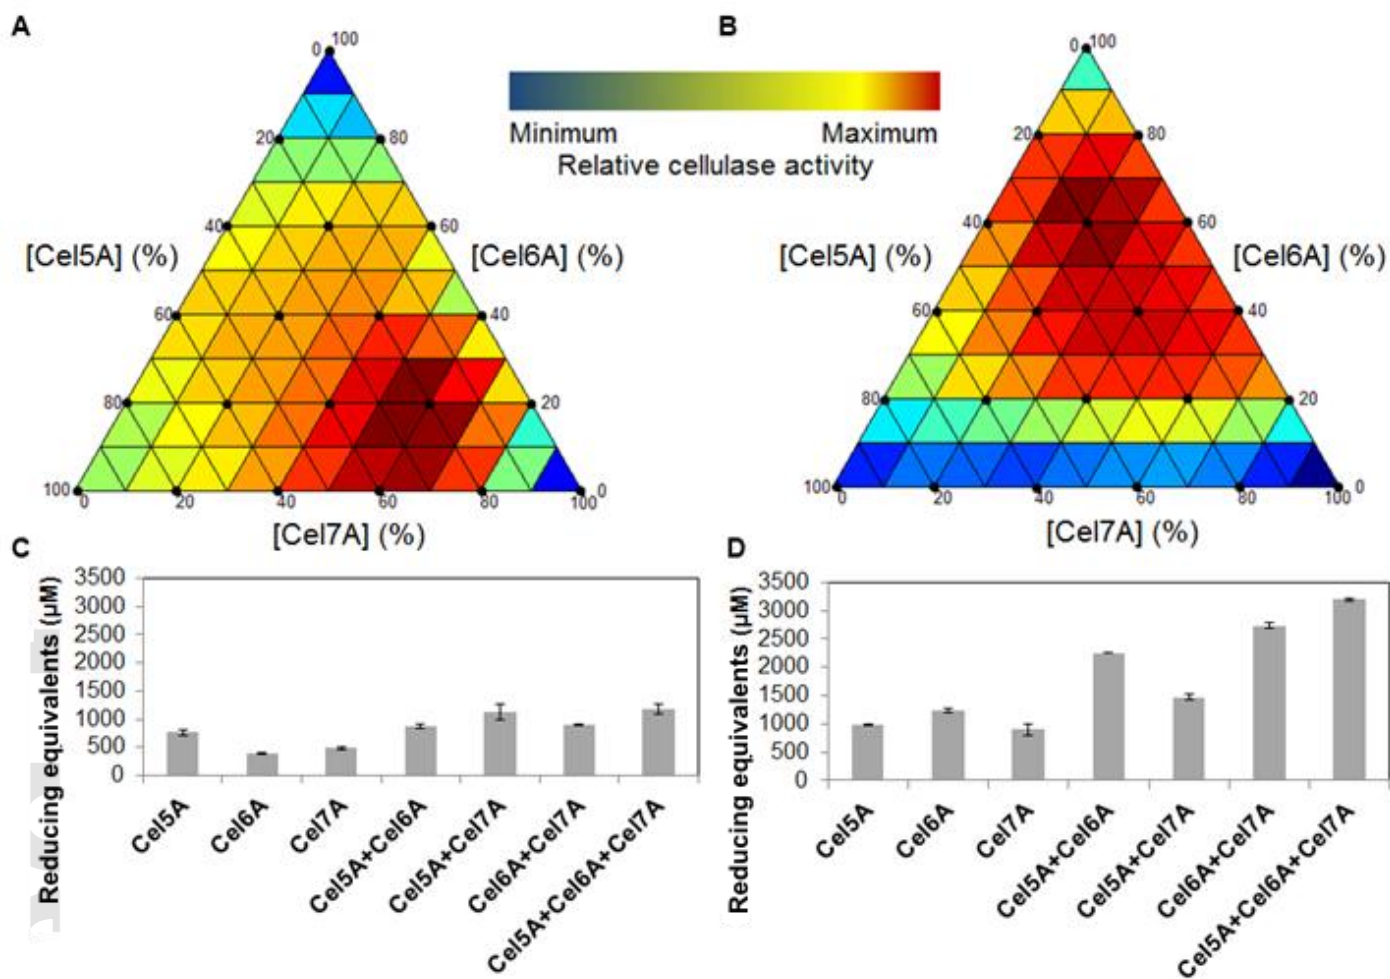 A
B
0 100
0 100
Minimum Maximum
Relative cellulase activity
20 80
20 80
40 60
40 60
[Cel5A] (%) [Cel6A] (%)
[Cel5A] (%) [Cel6A] (%)
60 40
60 40
80 20
80 20
100 0 20 40 60 80 100 0
100 0 20 40 60 80 100 0
[Cel7A] (%)
[Cel7A] (%)
C
Reducing equivalents (µM)
3500
3000
2500
2000
1500
1000
500
0
Cel5A
Cel6A
Cel7A
Cel5A+Cel6A
Cel5A+Cel7A
Cel6A+Cel7A
Cel5A+Cel6A+Cel7A
D
Reducing equivalents (µM)
3500
3000
2500
2000
1500
1000
500
0
Cel5A
Cel6A
Cel7A
Cel5A+Cel6A
Cel5A+Cel7A
Cel6A+Cel7A
Cel5A+Cel6A+Cel7A